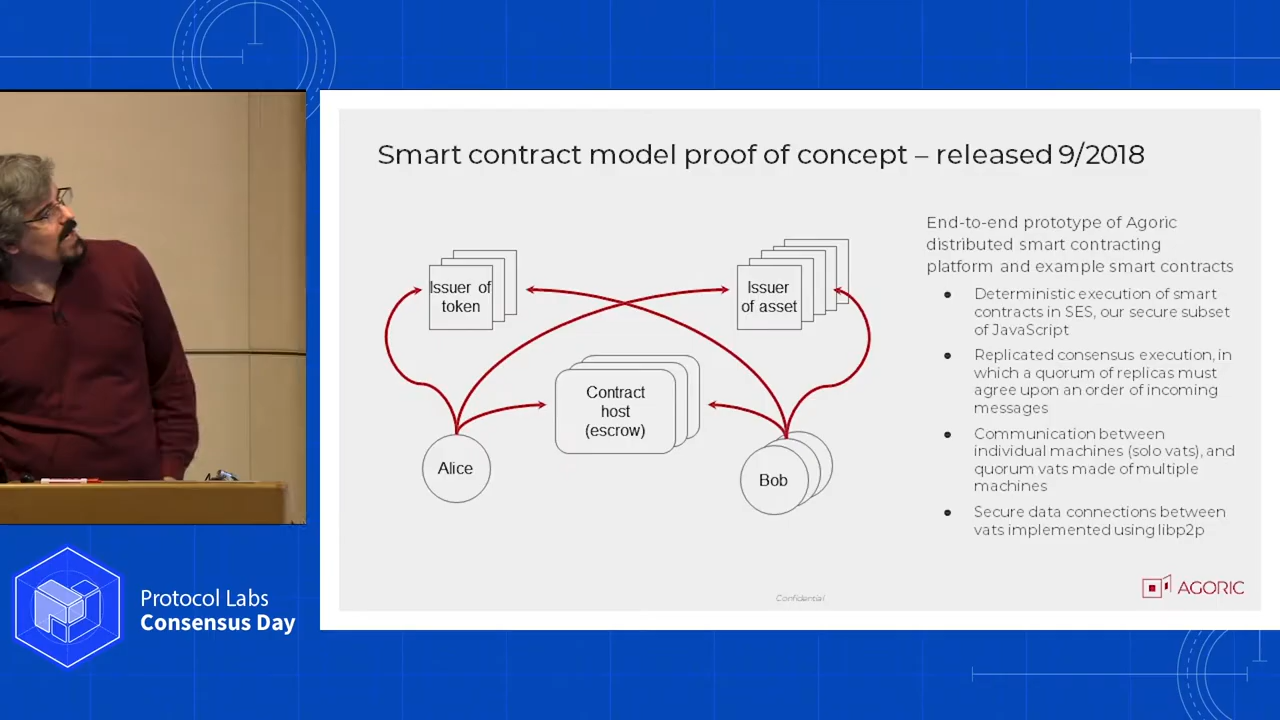 Smart contract model proof of concept – released 9/2018
Issuer of
token
Issuer
of asset
Contract
host
(escrow)
Alice
Bob
End-to-end prototype of Agoric
distributed smart contracting
platform and example smart contracts
● Deterministic execution of smart
contracts in SES, our secure subset
of JavaScript
● Replicated consensus execution, in
which a quorum of replicas must
agree upon an order of incoming
messages
● Communication between
individual machines (solo vats), and
quorum vats made of multiple
machines
● Secure data connections between
vats implemented using libp2p
Confidential
AGORIC
Protocol Labs
Consensus Day